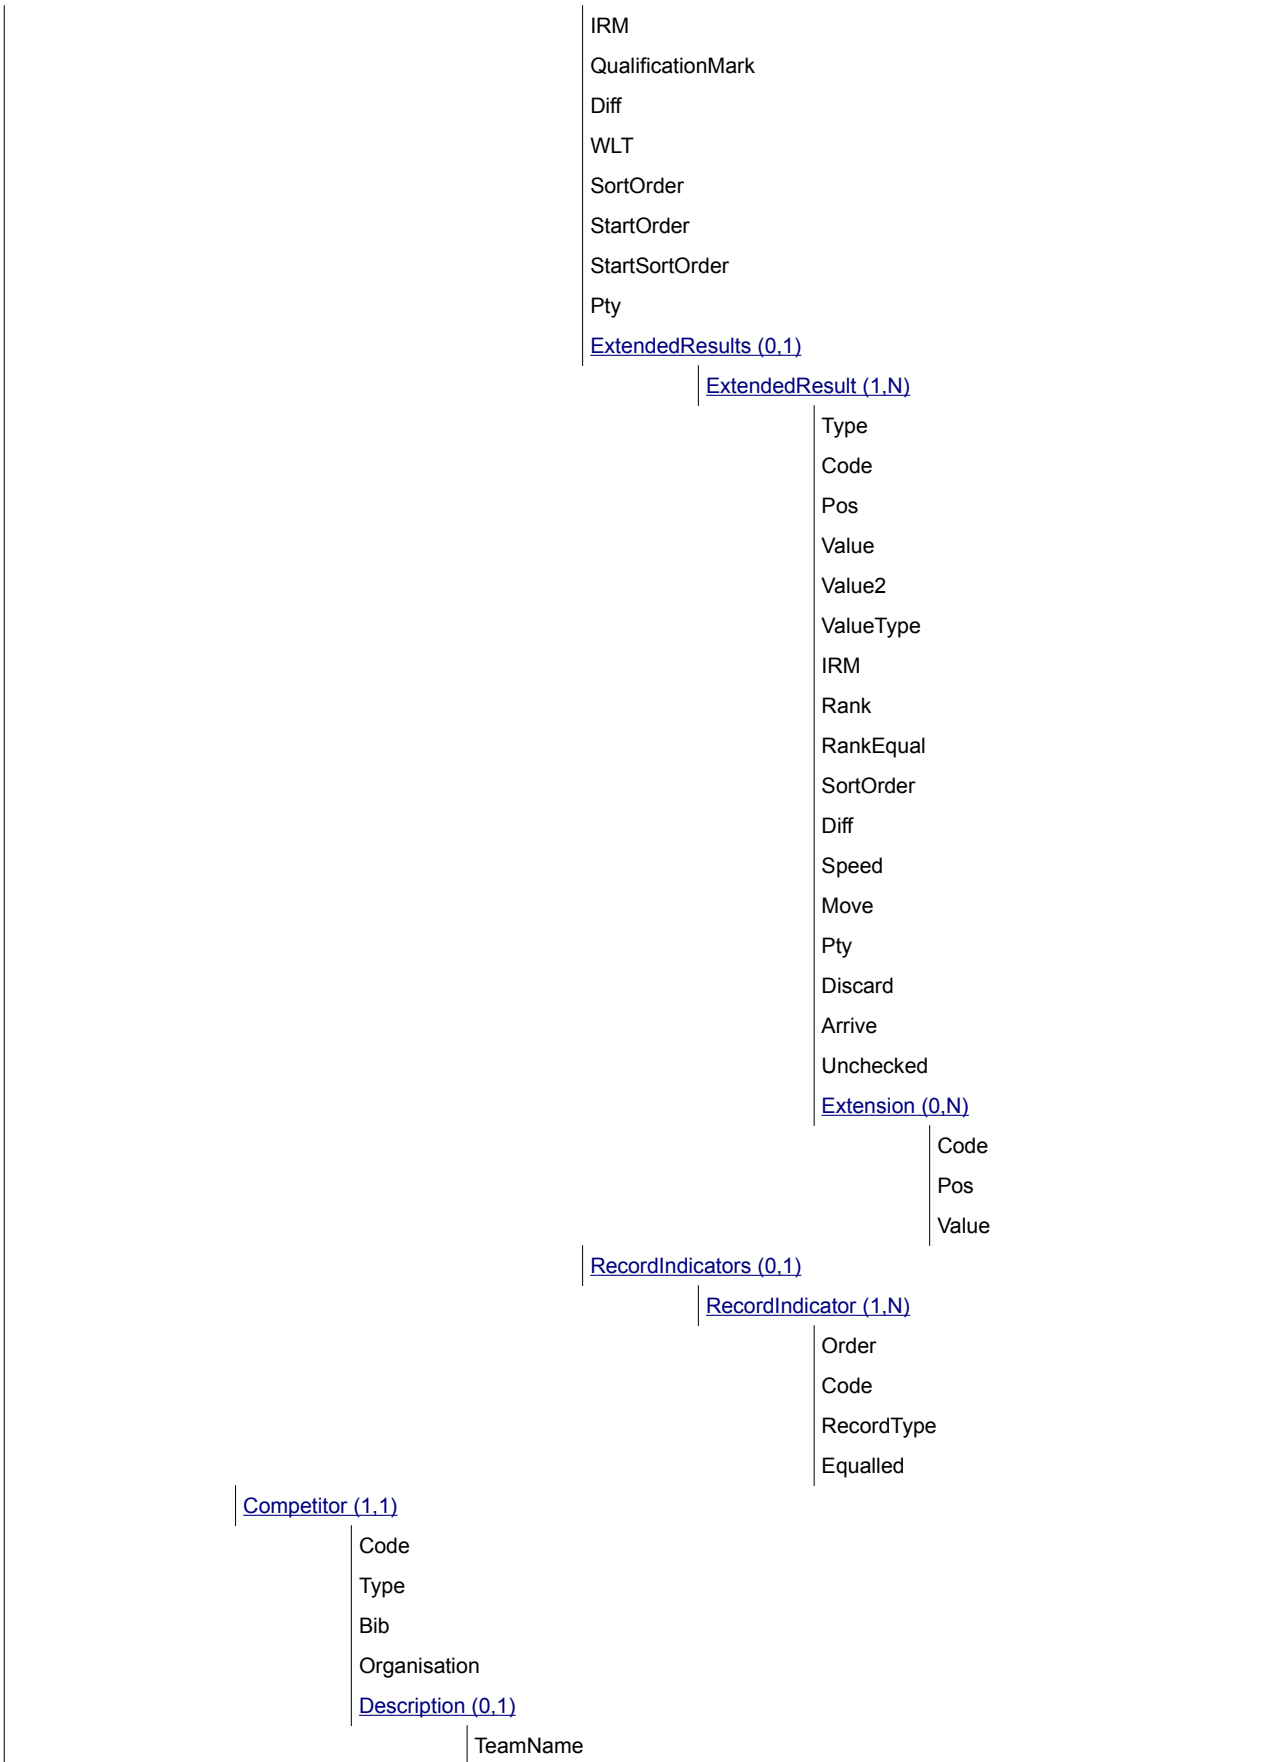 IRM
QualificationMark
Diff
WLT
SortOrder
StartOrder
StartSortOrder
Pty
ExtendedResults (0,1)
ExtendedResult (1,N)
Type
Code
Pos
Value
Value2
ValueType
IRM
Rank
RankEqual
SortOrder
Diff
Speed
Move
Pty
Discard
Arrive
Unchecked
Extension (0,N)
Code
Pos
Value
RecordIndicators (0,1)
RecordIndicator (1,N)
Order
Code
RecordType
Equalled
Competitor (1,1)
Code
Type
Bib
Organisation
Description (0,1)
TeamName